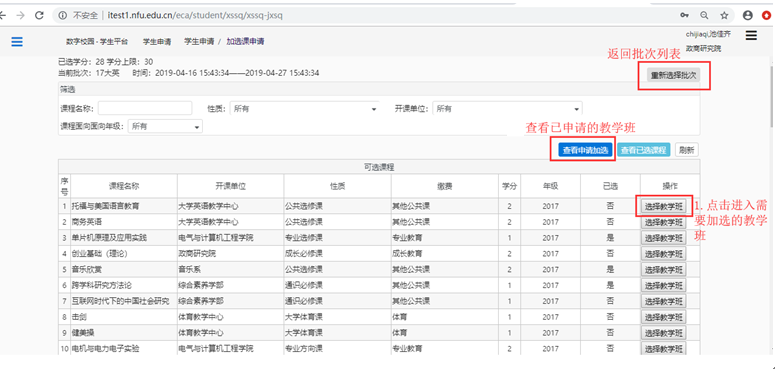 不安全 | itest1.nfu.edu.cn/eca/student/xssq/xssq-jxsq
数字校园 - 学生平台 学生申请 学生申请 / 加选课申请
chijiaqi,池佳齐
政商研究院
返回批次列表
已选学分：28 学分上限：30
当前批次：17大英 时间：2019-04-16 15:43:34——2019-04-27 15:43:34
重新选择批次
筛选
课程名称： 性质： 所有 开课单位： 所有
课程面向面向年级： 所有
查看已申请的教学班
查看申请加选 查看已选课程 刷新
可选课程
序号 课程名称 开课单位 性质 缴费 学分 年级 已选 操作
1 托福与美国语言教育 大学英语教学中心 公共选修课 其他公共课 2 2017 否 选择教学班
2 商务英语 大学英语教学中心 公共选修课 其他公共课 2 2017 否 选择教学班
3 单片机原理及应用实践 电气与计算机工程学院 专业选修课 专业教育 1 2017 是 选择教学班
4 创业基础（理论） 政商研究院 成长必修课 成长教育 2 2017 否 选择教学班
5 音乐欣赏 音乐系 公共选修课 其他公共课 2 2017 是 选择教学班
6 跨学科研究方法论 综合素养学部 通识必修课 其他公共课 1 2017 是 选择教学班
7 互联网时代下的中国社会研究 综合素养学部 通识必修课 其他公共课 1 2017 否 选择教学班
8 击剑 体育教学中心 大学体育课 体育 1 2017 否 选择教学班
9 健美操 体育教学中心 大学体育课 体育 1 2017 否 选择教学班
10 电机与电力电子实验 电气与计算机工程学院 专业方向课 专业教育 2 2017 否 选择教学班
1. 点击进入需
要加选的教学
班